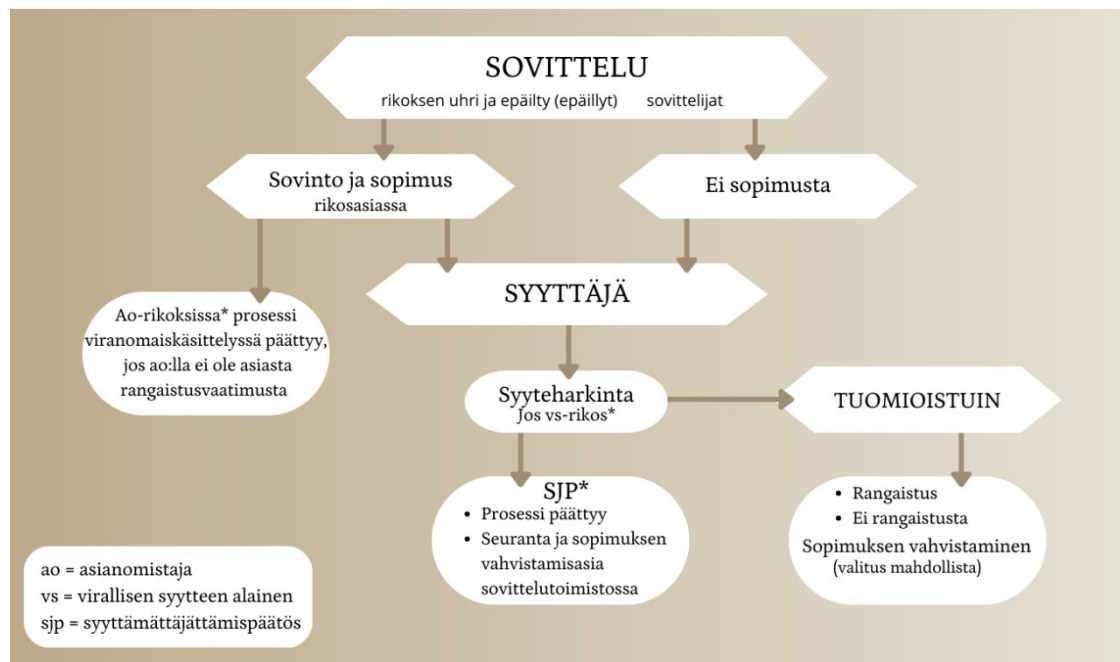 SOVITTELU
rikoksen uhri ja epäilty (epäillyt) sovittelijat
Sovinto ja sopimus
rikosasiassa
Ei sopimusta
SYYTTÄJÄ
Ao-rikoksissa* prosessi
viranomaiskäsittelyssä päättyy,
jos ao:lla ei ole asiasta
rangaistusvaatimusta
Syyteharkinta
Jos vs-rikos*
TUOMIOISTUIN
SJP*
• Prosessi päättyy
• Seuranta ja sopimuksen
vahvistamisasia
sovittelutoimistossa
• Rangaistus
• Ei rangaistusta
Sopimuksen vahvistaminen
(valitus mahdollista)
ao = asianomistaja
vs = virallisen syytteen alainen
sjp = syyttämättäjättämispäätös